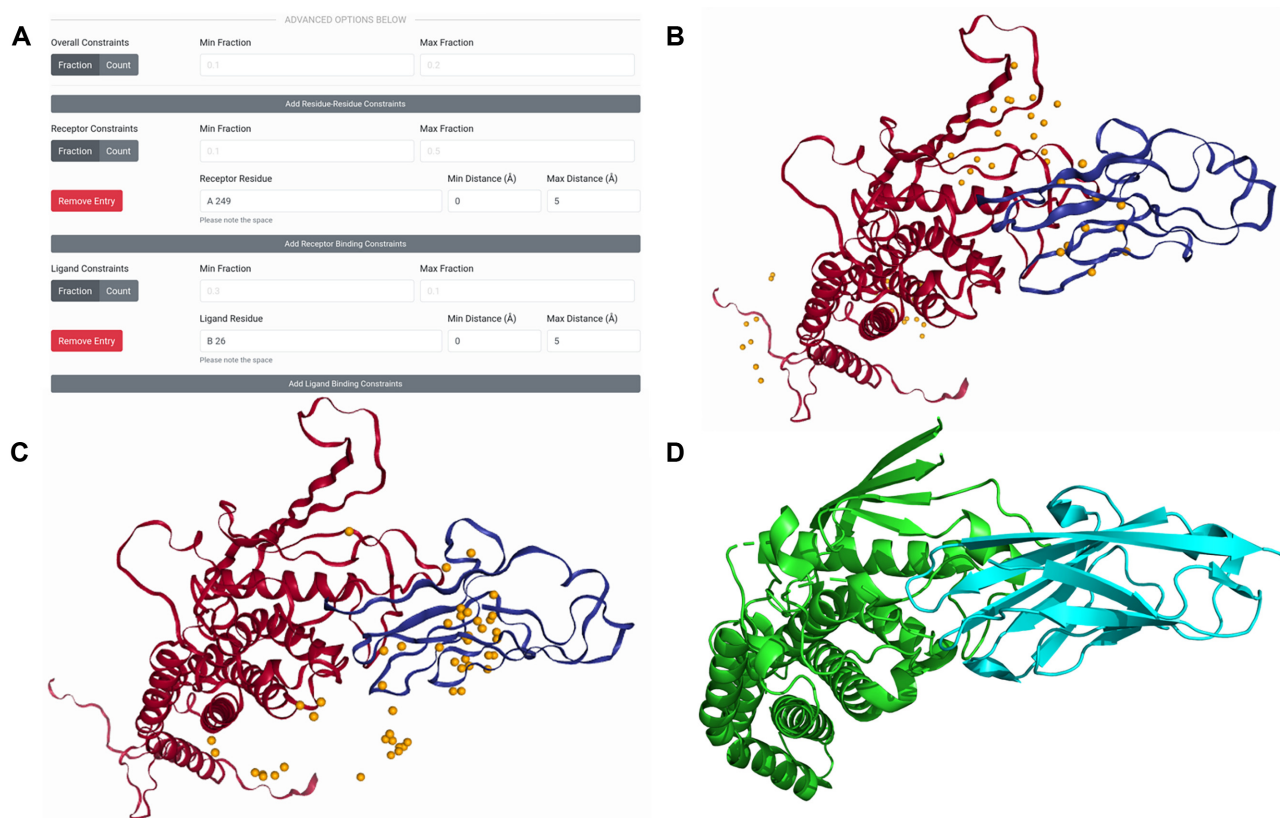 A
ADVANCED OPTIONS BELOW
Overall Constraints Min Fraction Max Fraction
Fraction Count 0.1 0.2
Add Residue-Residue Constraints
Receptor Constraints Min Fraction Max Fraction
Fraction Count 0.1 0.5
Receptor Residue Min Distance (Å) Max Distance (Å)
Remove Entry A 249 0 5
Please note the space
Add Receptor Binding Constraints
Ligand Constraints Min Fraction Max Fraction
Fraction Count 0.3 0.1
Ligand Residue Min Distance (Å) Max Distance (Å)
Remove Entry B 26 0 5
Please note the space
Add Ligand Binding Constraints
B
C
D